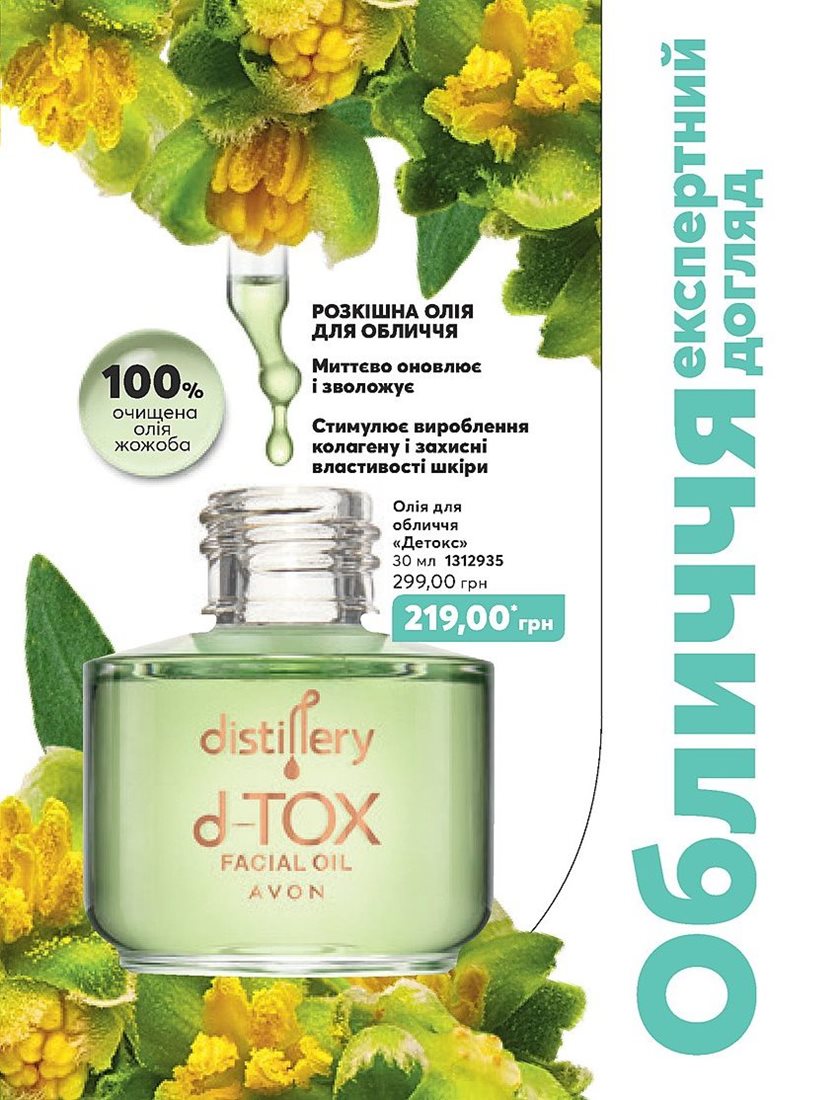 РОЗКІШНА ОЛІЯ
ДЛЯ ОБЛИЧЧЯ
Миттєво оновлює
і зволожує
Стимулює вироблення
колагену і захисні
властивості шкіри
100%
очищена
олія
жожоба
Олія для
обличчя
«Детокс»
30 мл 1312935
299,00 грн
219,00* грн
distillery
d-TOX
FACIAL OIL
AVON
Обличчя
експертний
догляд